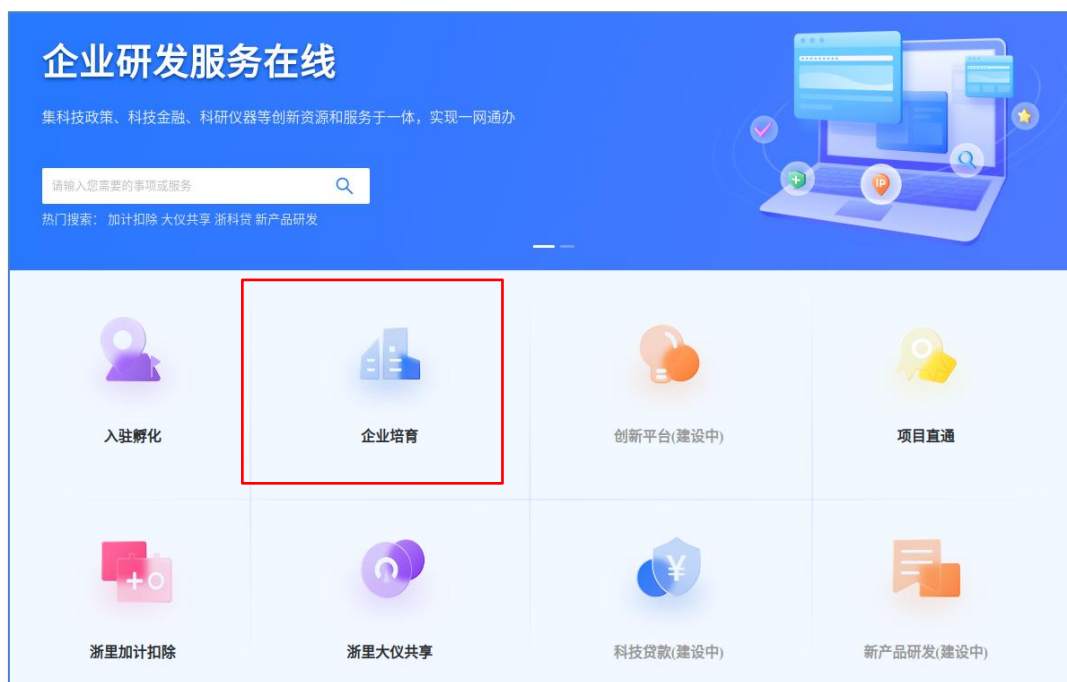 企业研发服务在线
集科技政策、科技金融、科研仪器等创新资源和服务于一体，实现一网通办
请输入您需要的事项或服务
热门搜索： 加计扣除 大仪共享 浙科贷 新产品研发
IP
入驻孵化
企业培育
创新平台(建设中)
项目直通
浙里加计扣除
浙里大仪共享
科技贷款(建设中)
新产品研发(建设中)